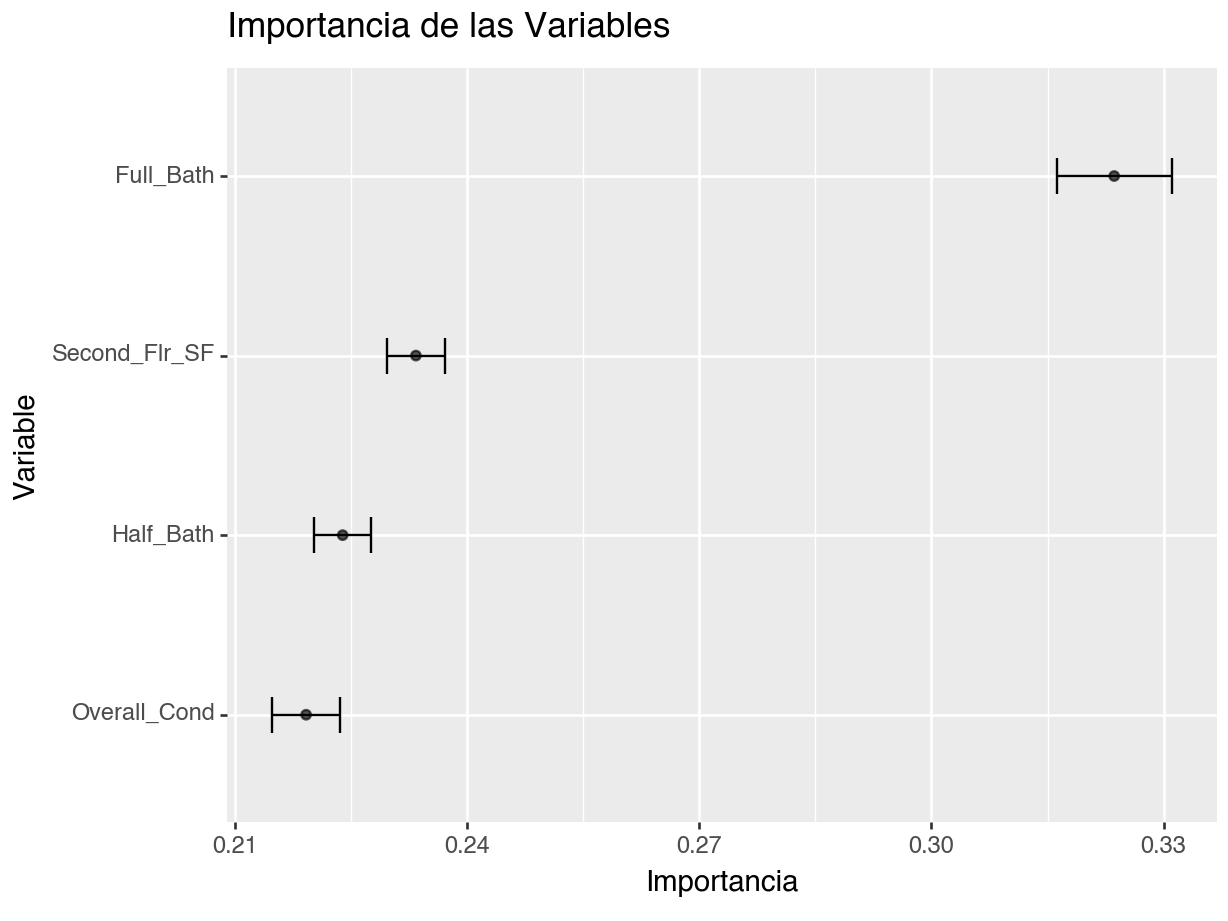 Importancia de las Variables
Variable
Full_Bath
Second_Flr_SF
Half_Bath
Overall_Cond
0.21 0.24 0.27 0.30 0.33
Importancia